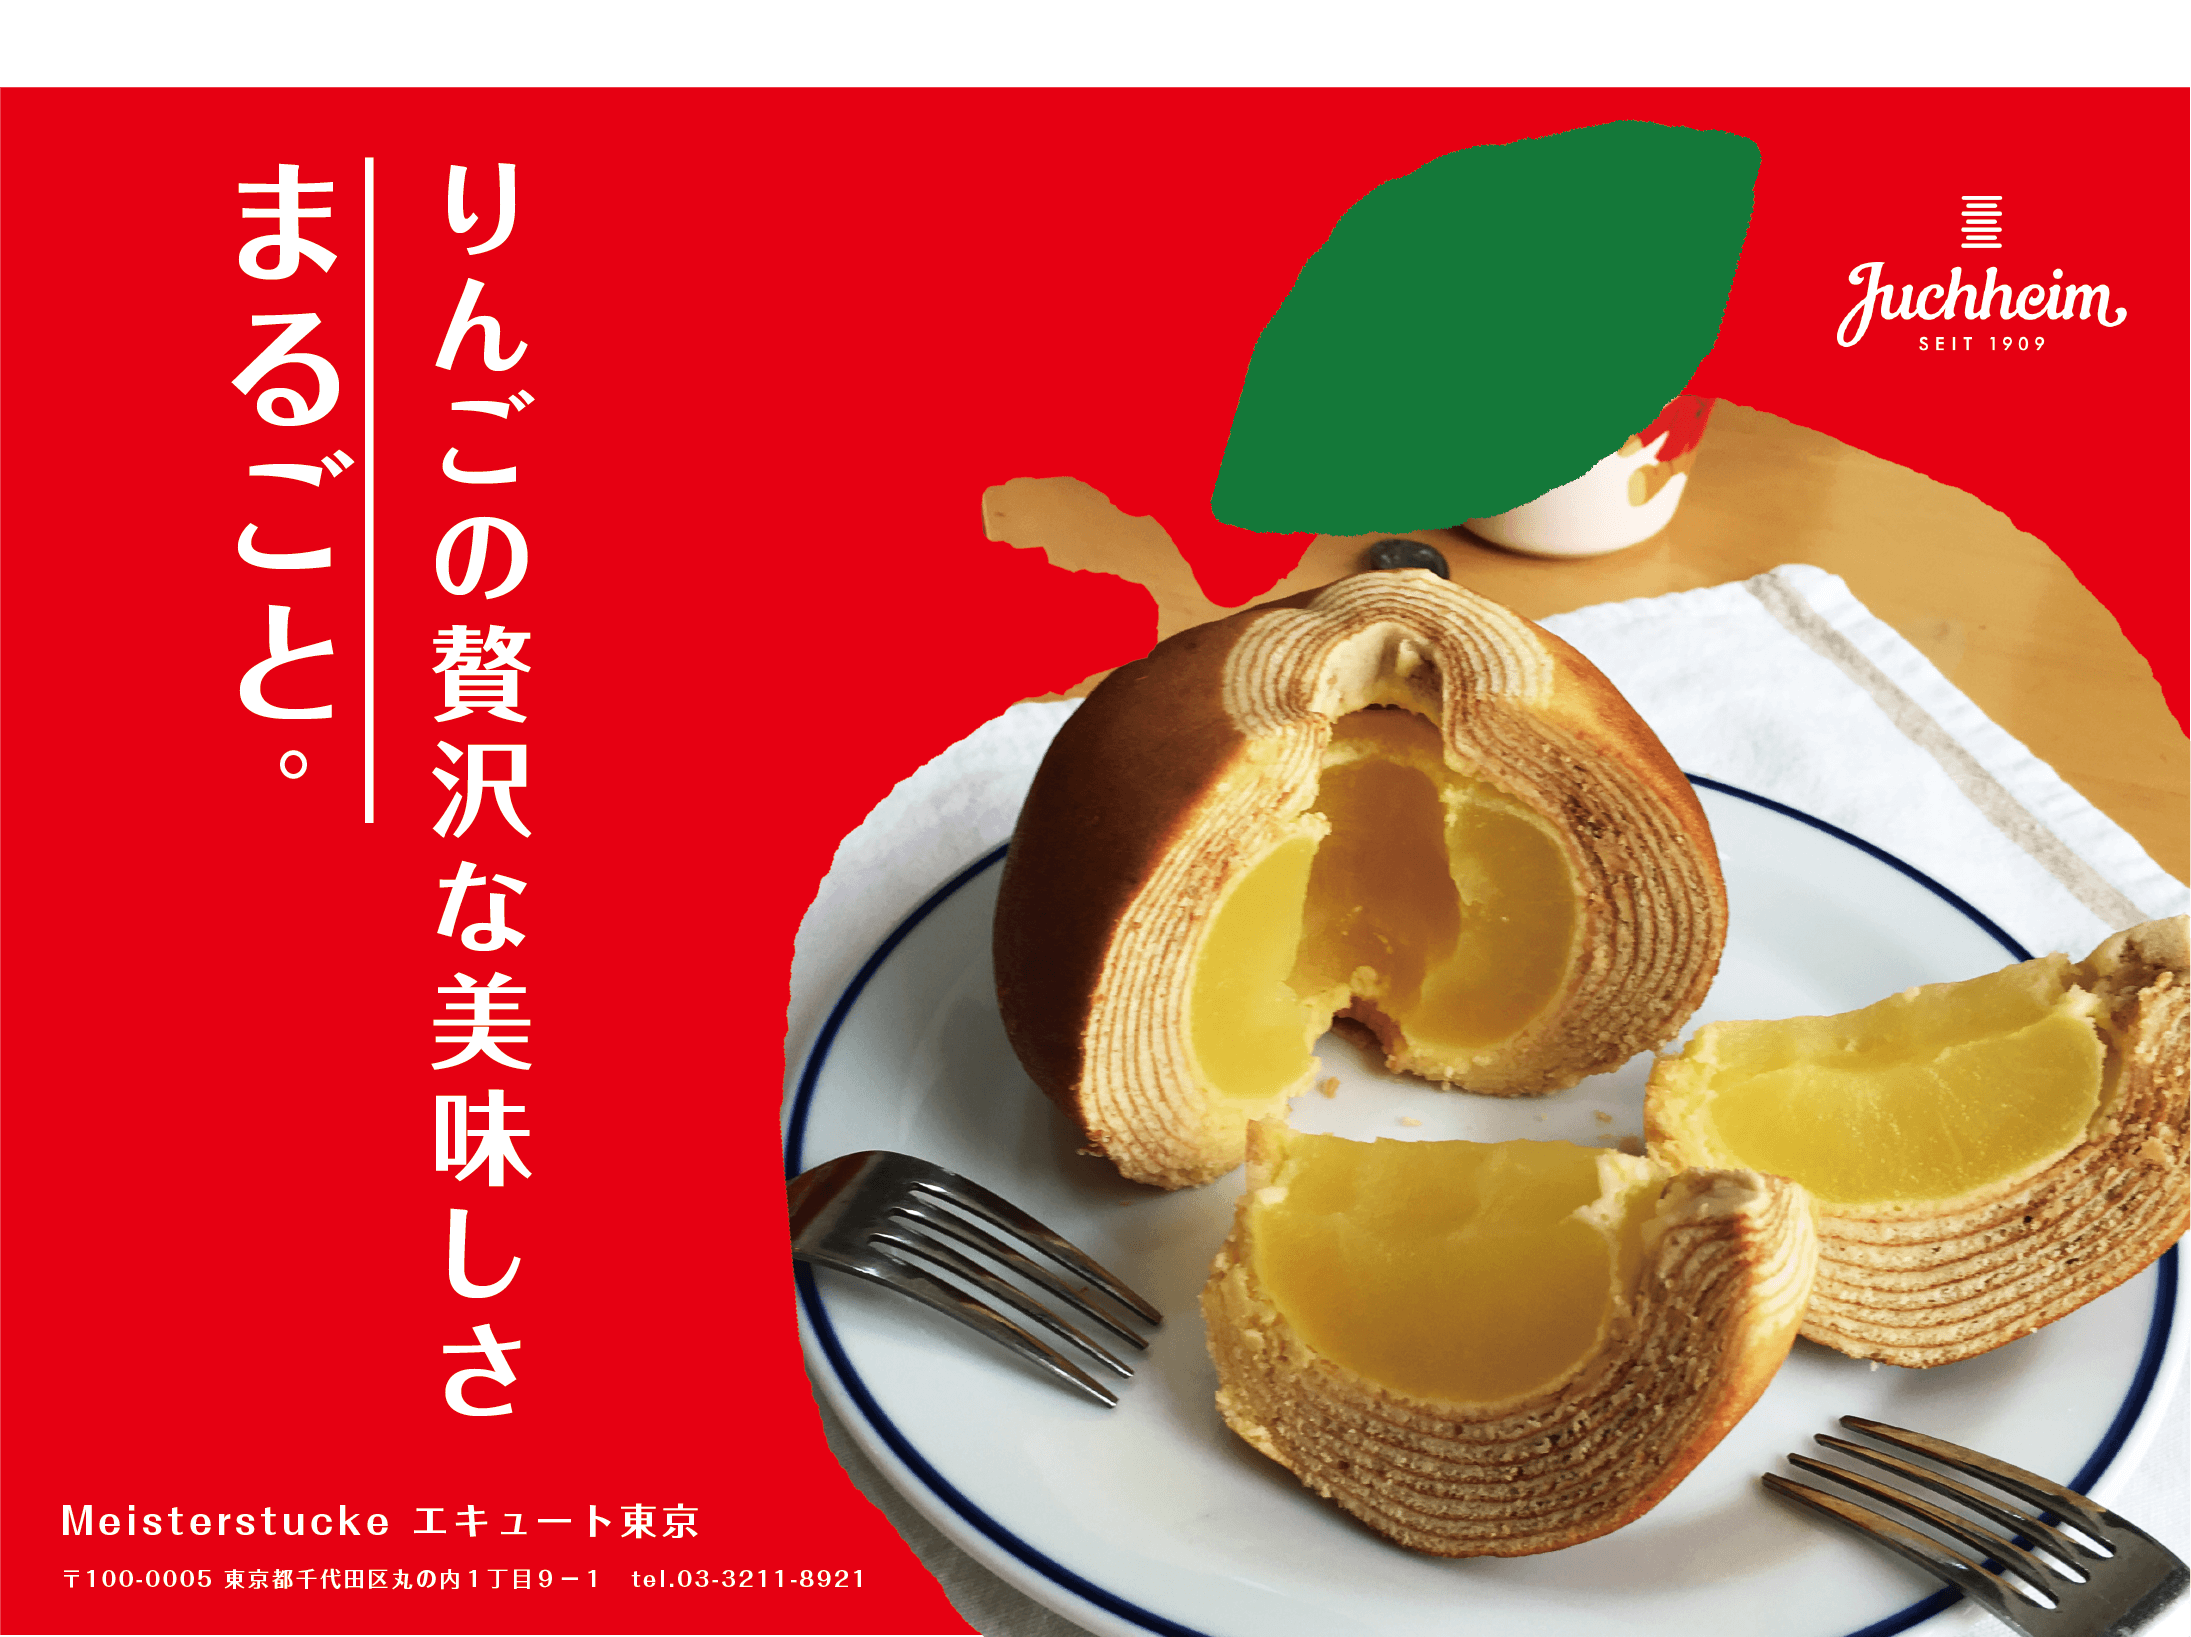 りんごの贅沢な美味しさ
まるごと。
Juchheim
SEIT 1909
Meisterstucke エキュート東京
〒100-0005 東京都千代田区丸の内1丁目9−1　tel.03-3211-8921